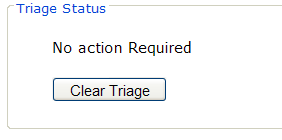 Triage Status
No action Required
Clear Triage